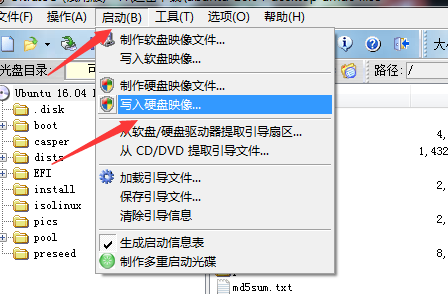 文件(F) 操作(A) 启动(B) 工具(T) 选项(O) 帮助(H)
制作软盘映像文件...
写入软盘映像...
制作硬盘映像文件...
写入硬盘映像...
从软盘/硬盘驱动器提取引导扇区...
从 CD/DVD 提取引导文件...
加载引导文件...
保存引导文件...
清除引导信息
生成启动信息表
制作多重启动光碟
大小
光盘目录: 可
路径: /
Ubuntu 16.04
.disk
boot
casper
dists
EFI
install
isolinux
pics
pool
preseed
4,
1,432
2,
2,
8,
md5sum.txt